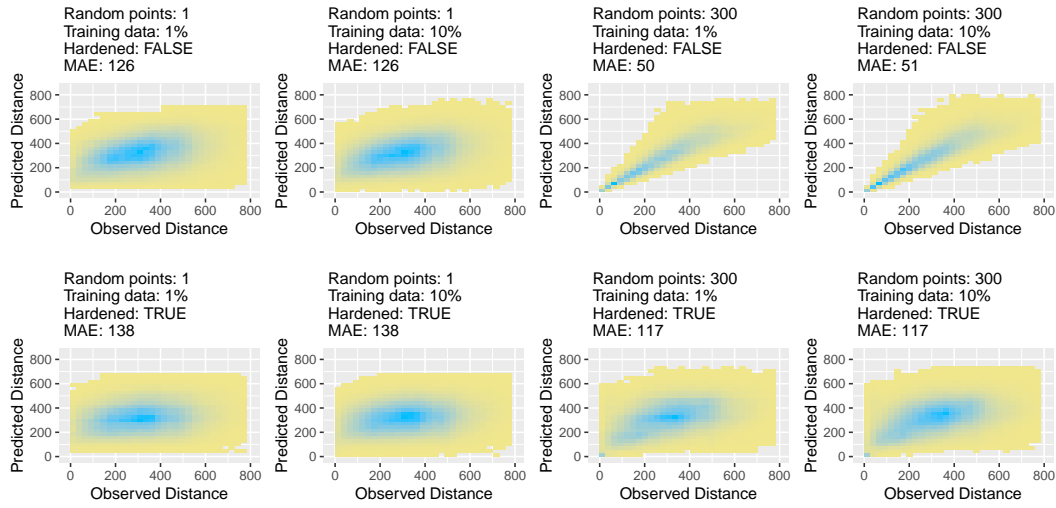 Random points: 1
Training data: 1%
Hardened: FALSE
MAE: 126
Predicted Distance
800
600
400
200
0
0 200 400 600 800
Observed Distance
Random points: 1
Training data: 10%
Hardened: FALSE
MAE: 126
Predicted Distance
800
600
400
200
0
0 200 400 600 800
Observed Distance
Random points: 300
Training data: 1%
Hardened: FALSE
MAE: 50
Predicted Distance
800
600
400
200
0
0 200 400 600 800
Observed Distance
Random points: 300
Training data: 10%
Hardened: FALSE
MAE: 51
Predicted Distance
800
600
400
200
0
0 200 400 600 800
Observed Distance
Random points: 1
Training data: 1%
Hardened: TRUE
MAE: 138
Predicted Distance
800
600
400
200
0
0 200 400 600 800
Observed Distance
Random points: 1
Training data: 10%
Hardened: TRUE
MAE: 138
Predicted Distance
800
600
400
200
0
0 200 400 600 800
Observed Distance
Random points: 300
Training data: 1%
Hardened: TRUE
MAE: 117
Predicted Distance
800
600
400
200
0
0 200 400 600 800
Observed Distance
Random points: 300
Training data: 10%
Hardened: TRUE
MAE: 117
Predicted Distance
800
600
400
200
0
0 200 400 600 800
Observed Distance